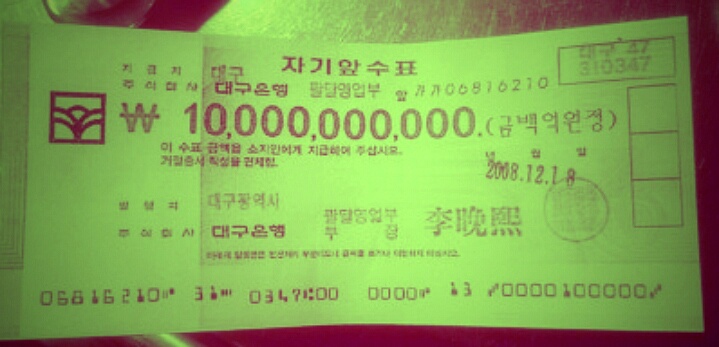 지급지 대구 자기앞수표 대구 47
310347
주식회사 대구은행 팔달영업부 앞 가가06816210
₩ 10,000,000,000.(금백억원정)
이 수표 금액을 소지인에게 지급하여 주십시오.
거절증서 작성을 면제함.
년 월 일
2008.12.18
발행지 대구광역시
주식회사 대구은행 팔달영업부 부장 李晩熙
06816210 31 0347 00 0000 13 0000100000